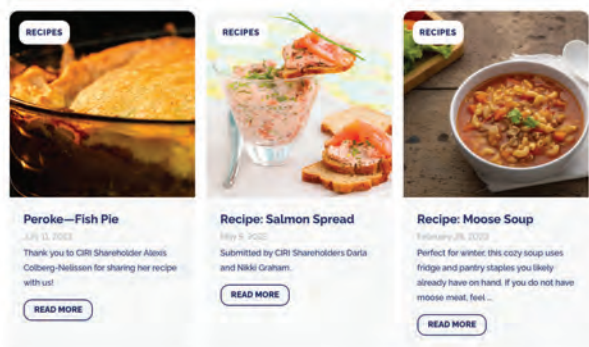 RECIPES
Peroke—Fish Pie
July 11, 2023
Thank you to CIRI Shareholder Alexis
Colberg-Nelissen for sharing her recipe
with us!
READ MORE
RECIPES
Recipe: Salmon Spread
May 9,
Submitted by CIRI Shareholders Darla
and Nikki Graham.
READ MORE
RECIPES
Recipe: Moose Soup
February 28, 2023
Perfect for winter, this cozy soup uses
fridge and pantry staples you likely
already have on hand. If you do not have
moose meat, feel ...
READ MORE